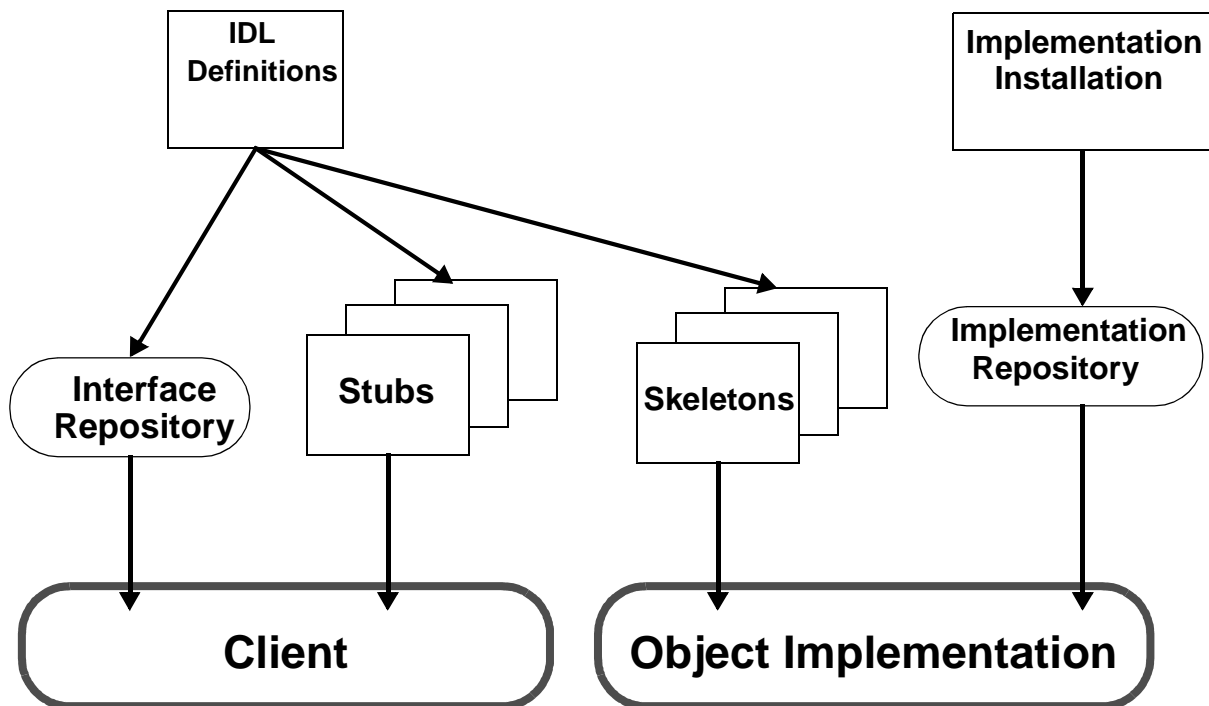 IDL
Definitions
Implementation
Installation
Interface
Repository
Stubs
Skeletons
Implementation
Repository
Client
Object Implementation